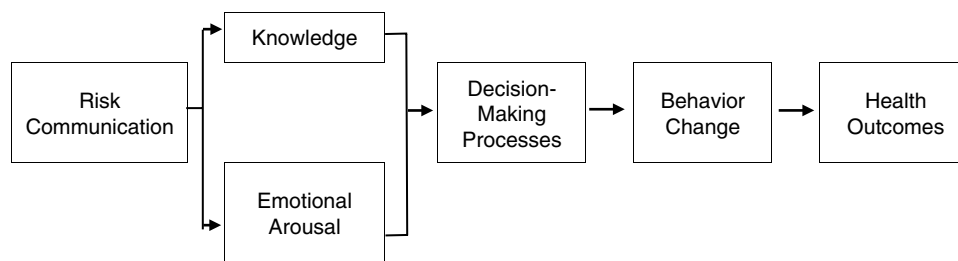 Risk
Communication
Knowledge
Emotional
Arousal
Decision-
Making
Processes
Behavior
Change
Health
Outcomes